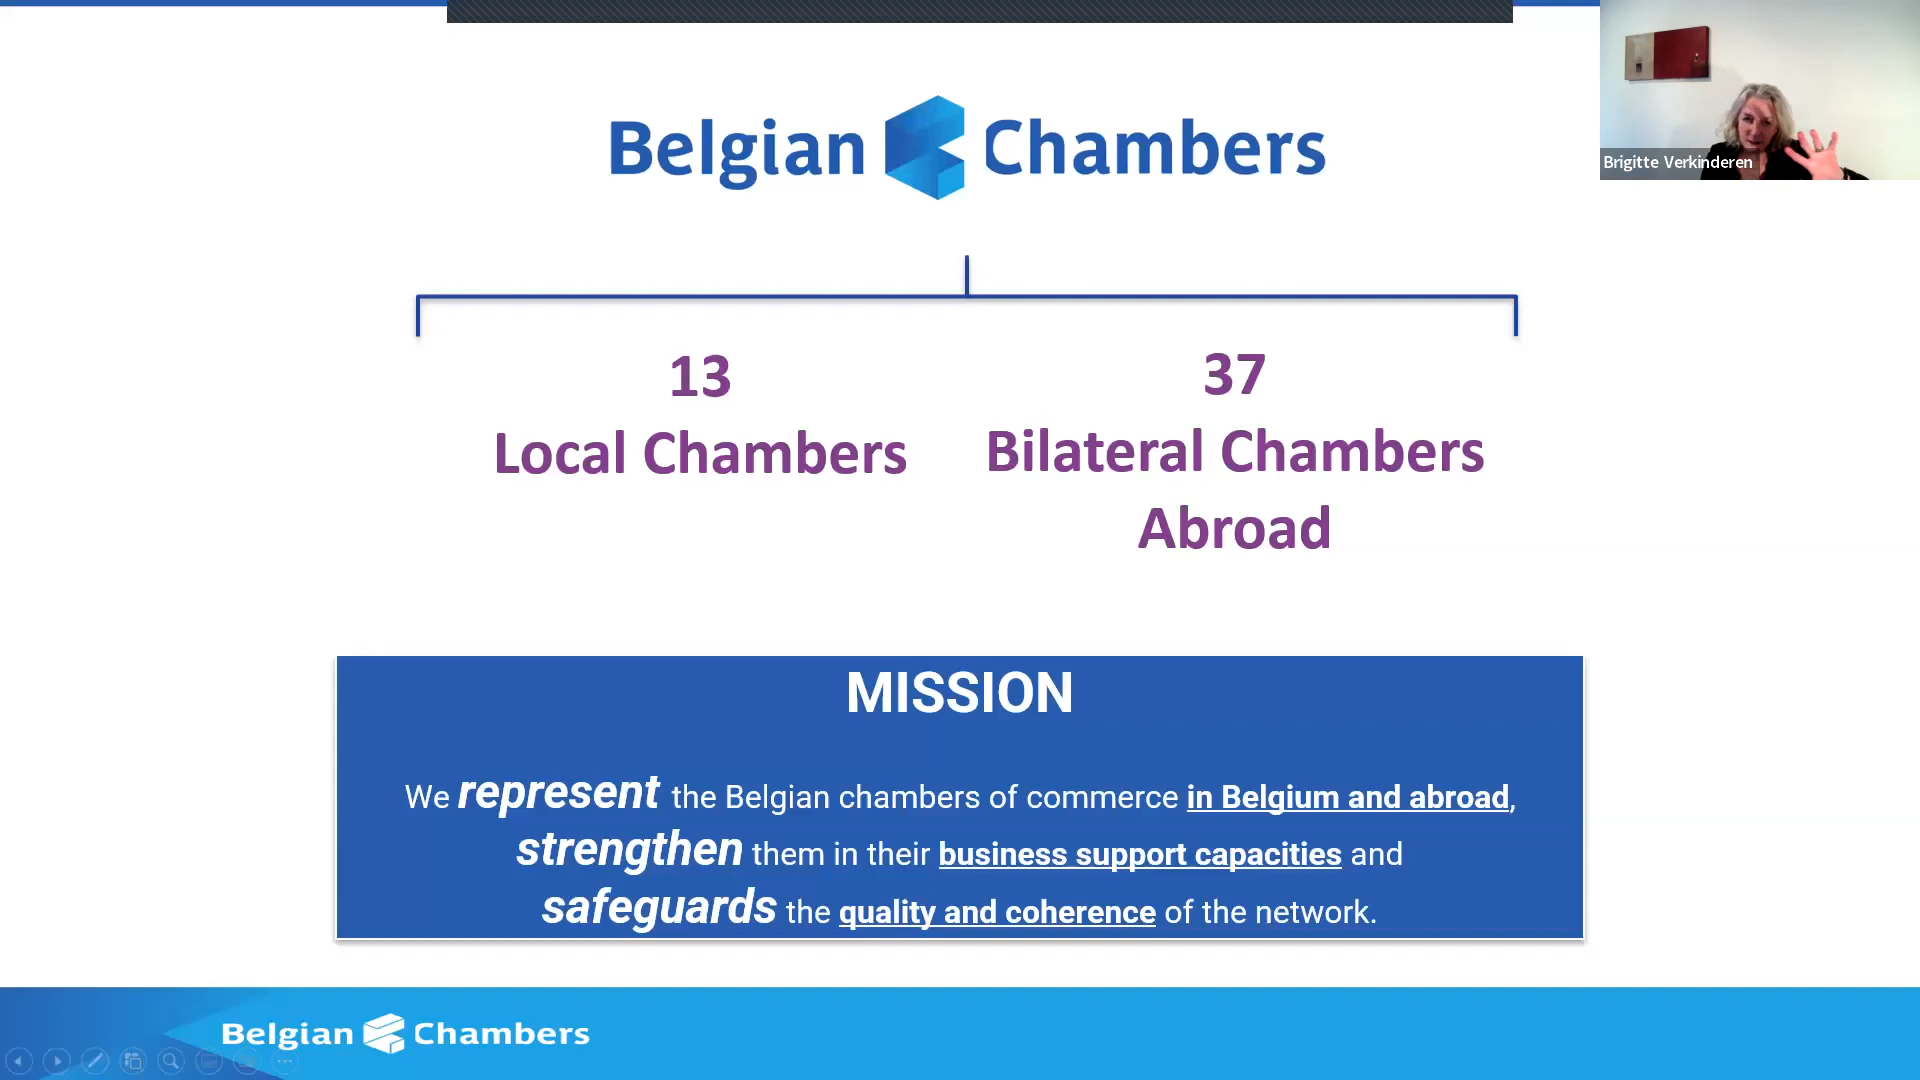 Belgian Chambers
Brigitte Verkinderen
13
Local Chambers
37
Bilateral Chambers
Abroad
MISSION
We represent the Belgian chambers of commerce in Belgium and abroad,
strengthen them in their business support capacities and
safeguards the quality and coherence of the network.
Belgian Chambers